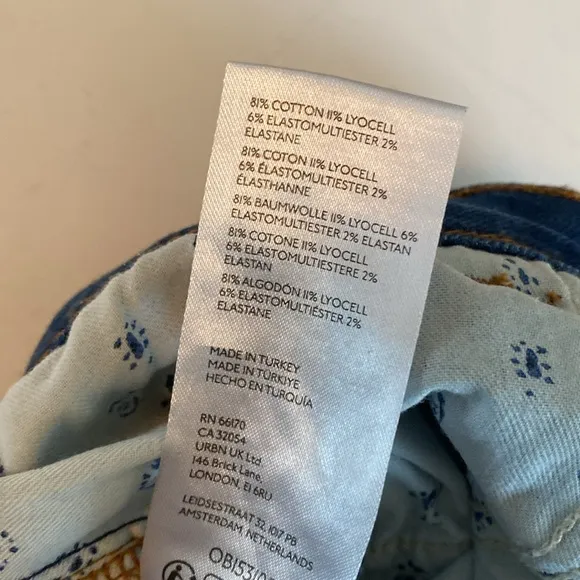 81% COTTON 11% LYOCELL
6% ELASTOMULTIESTER 2%
ELASTANE
81% COTON 11% LYOCELL
6% ÉLASTOMULTIESTER 2%
ÉLASTHANNE
81% BAUMWOLLE 11% LYOCELL 6%
ELASTOMULTIESTER 2% ELASTAN
81% COTONE 11% LYOCELL
6% ELASTOMULTIESTERE 2%
ELASTAN
81% ALGODÓN 11% LYOCELL
6% ELASTOMULTIÉSTER 2%
ELASTANE
MADE IN TURKEY
MADE IN TÜRKIYE
HECHO EN TURQUÍA
RN 66170
CA 32054
URBN UK Ltd
146 Brick Lane,
LONDON, E1 6RU
LEIDSESTRAAT 32, 1017 PB
AMSTERDAM, NETHERLANDS